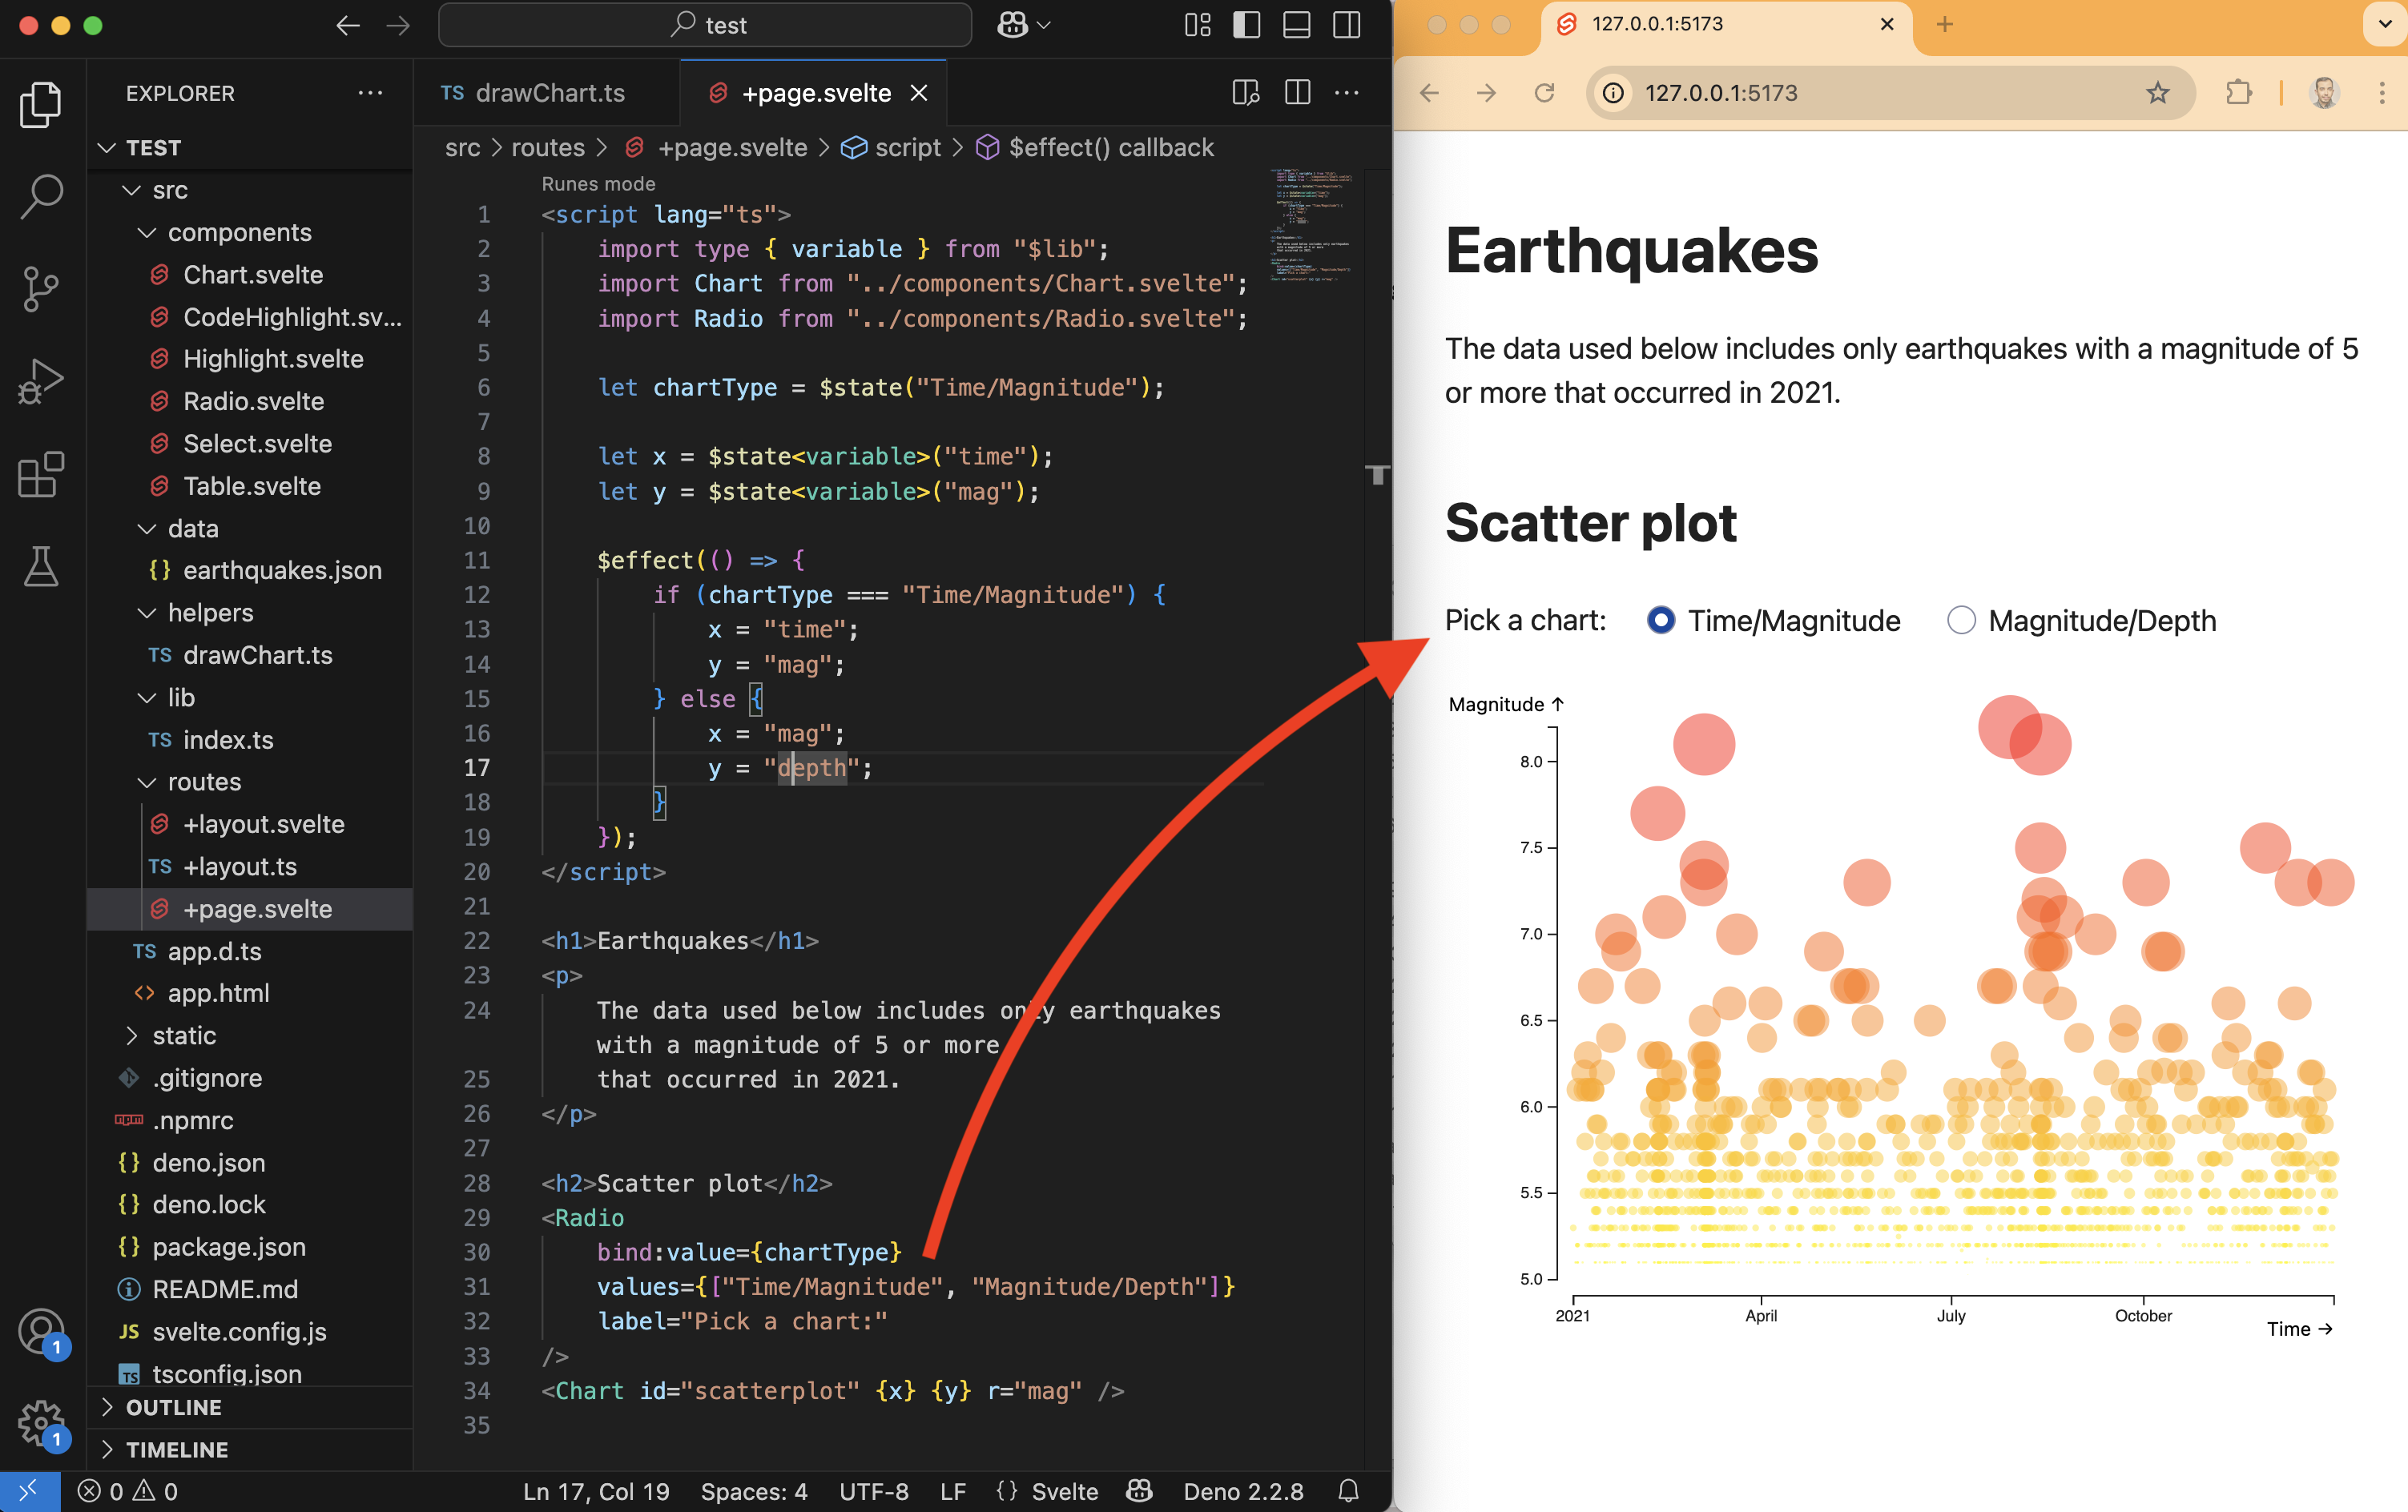 test
EXPLORER
TEST
src
components
Chart.svelte
CodeHighlight.sv...
Highlight.svelte
Radio.svelte
Select.svelte
Table.svelte
data
{} earthquakes.json
helpers
TS drawChart.ts
lib
TS index.ts
routes
+layout.svelte
TS +layout.ts
+page.svelte
TS app.d.ts
<> app.html
static
.gitignore
.npmrc
{} deno.json
{} deno.lock
{} package.json
README.md
JS svelte.config.js
TS tsconfig.json
OUTLINE
TIMELINE
1
1
TS drawChart.ts
+page.svelte
src > routes > +page.svelte > script > $effect() callback
Runes mode
1 <script lang="ts">
2 import type { variable } from "$lib";
3 import Chart from "../components/Chart.svelte";
4 import Radio from "../components/Radio.svelte";
5
6 let chartType = $state("Time/Magnitude");
7
8 let x = $state<variable>("time");
9 let y = $state<variable>("mag");
10
11 $effect(() => {
12 if (chartType === "Time/Magnitude") {
13 x = "time";
14 y = "mag";
15 } else {
16 x = "mag";
17 y = "depth";
18 }
19 });
20 </script>
21
22 <h1>Earthquakes</h1>
23 <p>
24 The data used below includes only earthquakes
with a magnitude of 5 or more
25 that occurred in 2021.
26 </p>
27
28 <h2>Scatter plot</h2>
29 <Radio
30 bind:value={chartType}
31 values={["Time/Magnitude", "Magnitude/Depth"]}
32 label="Pick a chart:"
33 />
34 <Chart id="scatterplot" {x} {y} r="mag" />
35
0 0
Ln 17, Col 19
Spaces: 4
UTF-8
LF
{} Svelte
Deno 2.2.8
127.0.0.1:5173
127.0.0.1:5173
Earthquakes
The data used below includes only earthquakes with a magnitude of 5
or more that occurred in 2021.
Scatter plot
Pick a chart: Time/Magnitude Magnitude/Depth
Magnitude ↑
8.0
7.5
7.0
6.5
6.0
5.5
5.0
2021 April July October
Time →